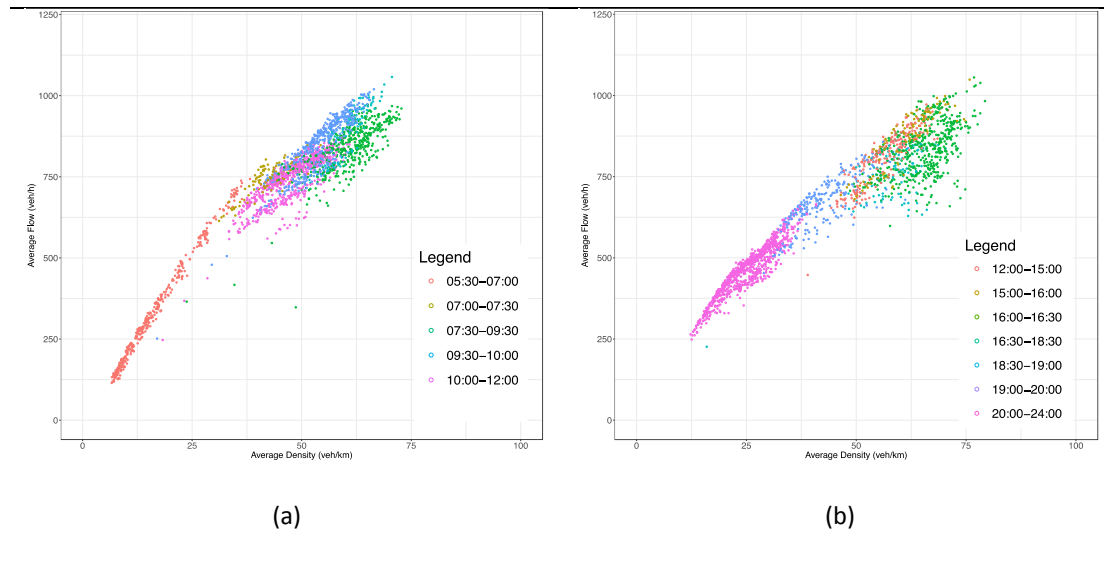 1250
1000
750
500
250
0
Average Flow (veh/h)
0 25 50 75 100
Average Density (veh/km)
Legend
05:30−07:00
07:00−07:30
07:30−09:30
09:30−10:00
10:00−12:00
(a)
1250
1000
750
500
250
0
Average Flow (veh/h)
0 25 50 75 100
Average Density (veh/km)
Legend
12:00−15:00
15:00−16:00
16:00−16:30
16:30−18:30
18:30−19:00
19:00−20:00
20:00−24:00
(b)